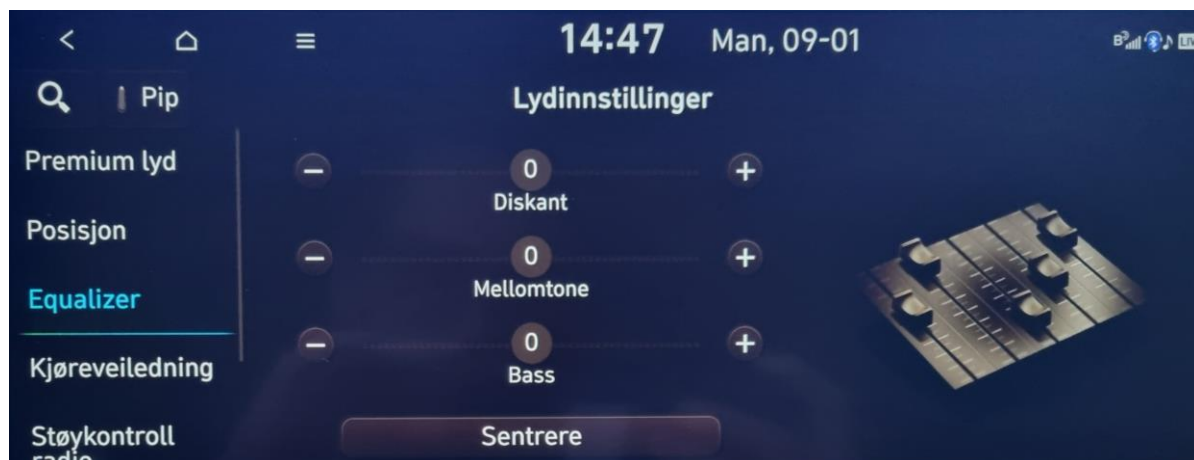 14:47 Man, 09-01
Pip
Lydinnstillinger
Premium lyd
Posisjon
Equalizer
Kjøreveiledning
Støykontroll
radio
0
Diskant
0
Mellomtone
0
Bass
Sentrere